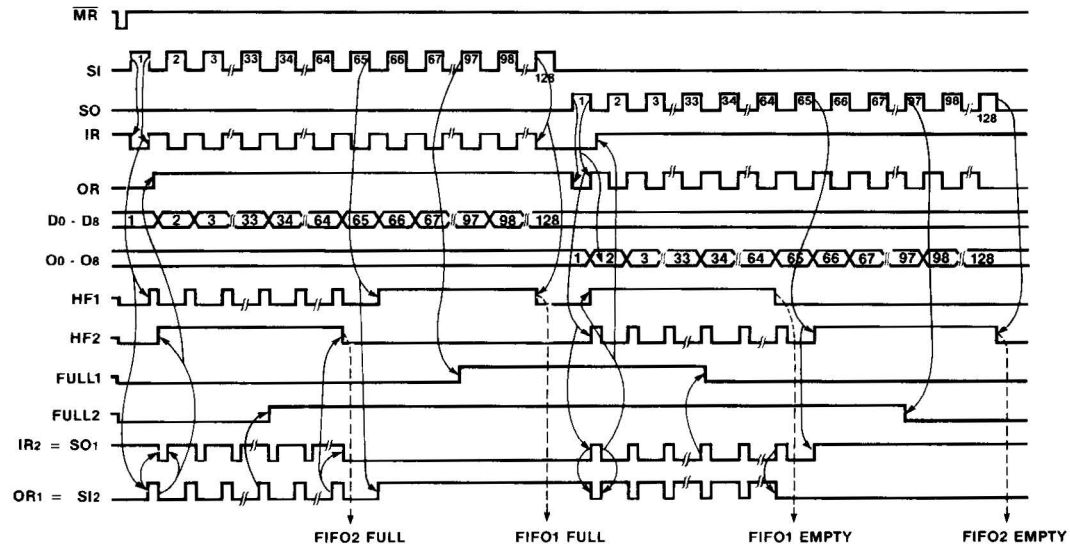 MR
SI 1 2 3 33 34 64 65 66 67 97 98 128
SO 1 2 3 33 34 64 65 66 67 97 98 128
IR
OR
D0 - D8 1 2 3 33 34 64 65 66 67 97 98 128
O0 - O8 1 2 3 33 34 64 65 66 67 97 98 128
HF1
HF2
FULL1
FULL2
IR2 = SO1
OR1 = SI2
FIFO2 FULL FIFO1 FULL FIFO1 EMPTY FIFO2 EMPTY